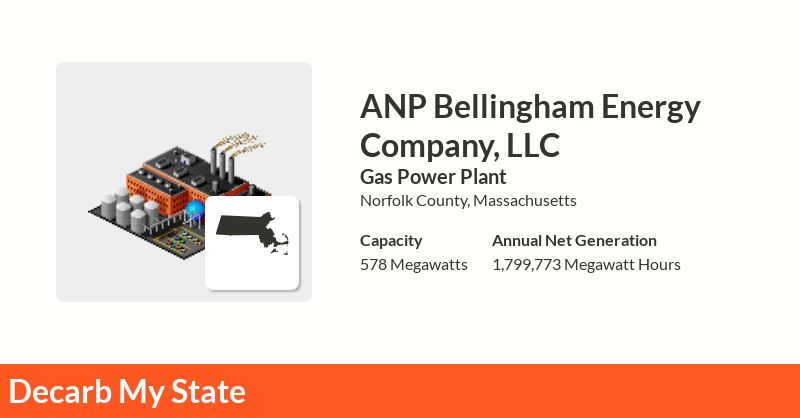 ANP Bellingham Energy
Company, LLC
Gas Power Plant
Norfolk County, Massachusetts
Capacity
578 Megawatts
Annual Net Generation
1,799,773 Megawatt Hours
Decarb My State